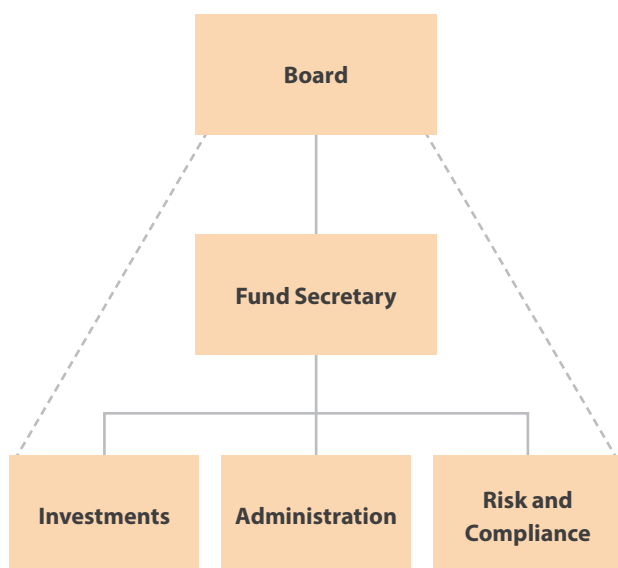 Board
Fund Secretary
Investments
Administration
Risk and
Compliance